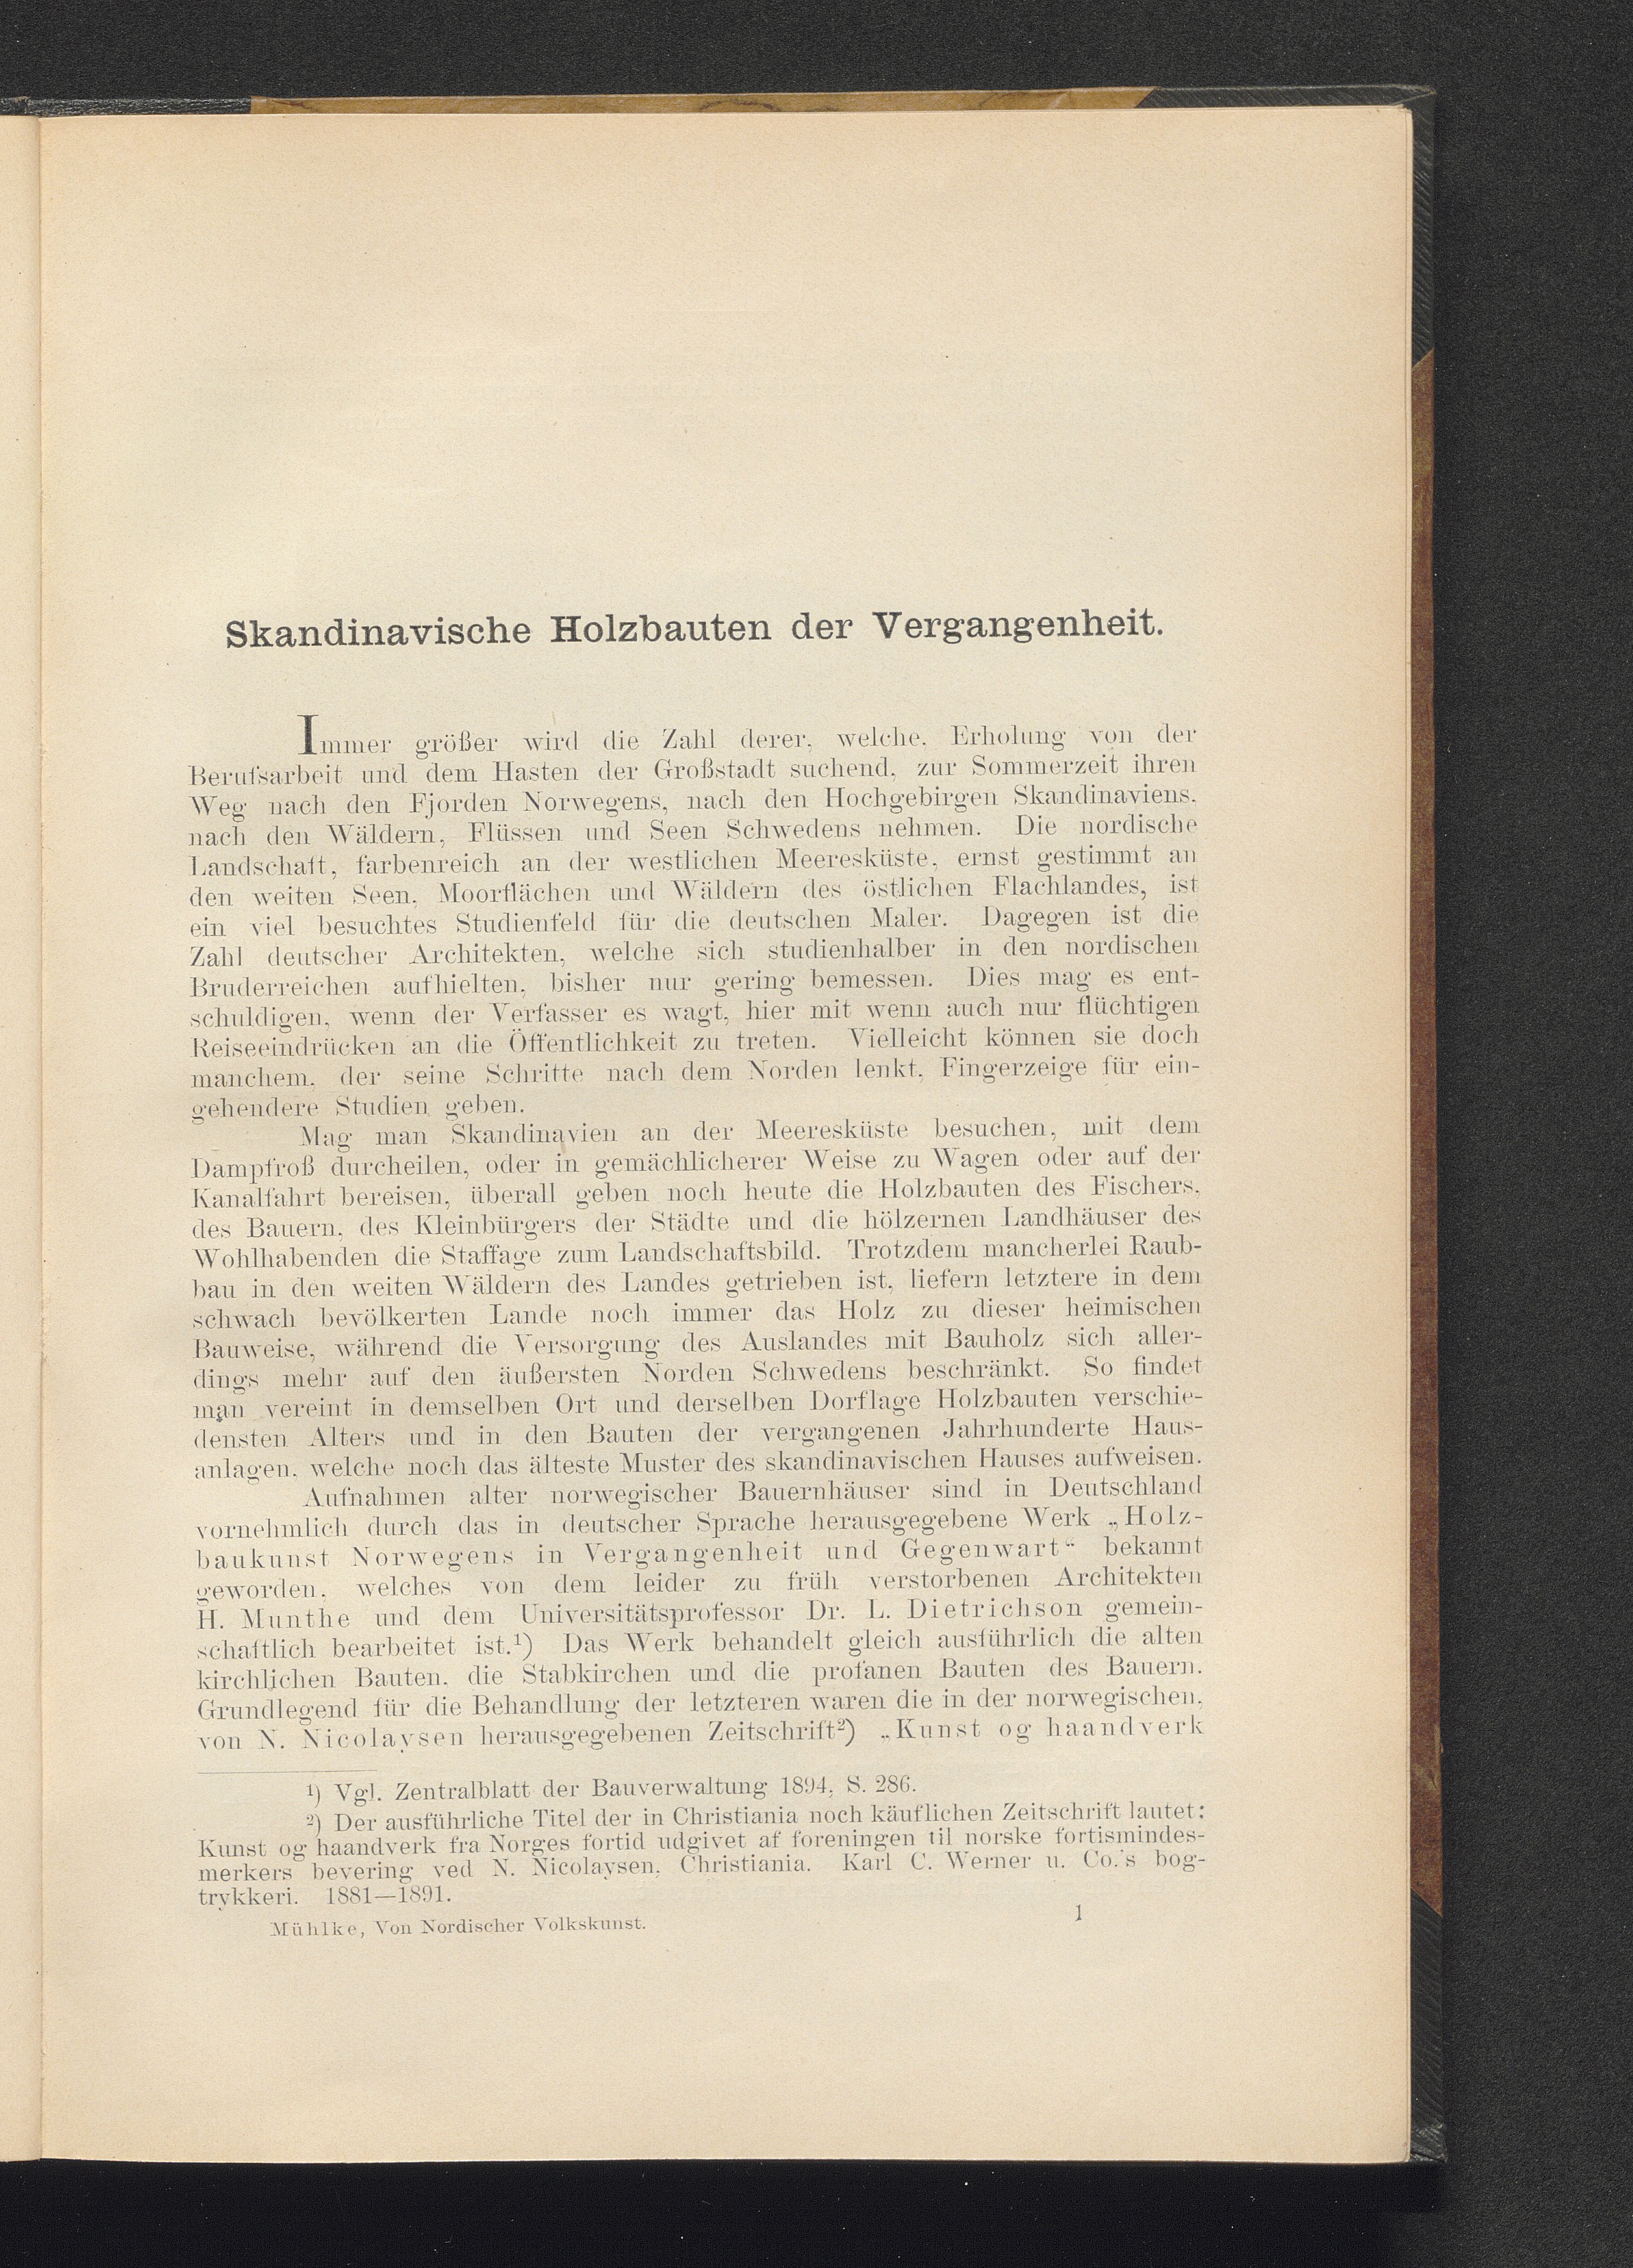 Skandinavische Holzbauten der Vergangenheit.
Immer größer wird die Zahl derer, welche, Erholung von der
Berufsarbeit und dem Hasten der Großstadt suchend, zur Sommerzeit ihren
Weg nach den Fjorden Norwegens, nach den Hochgebirgen Skandinaviens,
nach den Wäldern, Flüssen und Seen Schwedens nehmen. Die nordische
Landschaft, farbenreich an der westlichen Meeresküste, ernst gestimmt an
den weiten Seen, Moorflächen und Wäldern des östlichen Flachlandes, ist
ein viel besuchtes Studienfeld für die deutschen Maler. Dagegen ist die
Zahl deutscher Architekten, welche sich studienhalber in den nordischen
Bruderreichen aufhielten, bisher nur gering bemessen. Dies mag es ent-
schuldigen, wenn der Verfasser es wagt, hier mit wenn auch nur flüchtigen
Reiseeindrücken an die Öffentlichkeit zu treten. Vielleicht können sie doch
manchem, der seine Schritte nach dem Norden lenkt, Fingerzeige für ein-
gehendere Studien geben.
Mag man Skandinavien an der Meeresküste besuchen, mit dem
Dampfroß durcheilen, oder in gemächlicherer Weise zu Wagen oder auf der
Kanalfahrt bereisen, überall geben noch heute die Holzbauten des Fischers,
des Bauern, des Kleinbürgers der Städte und die hölzernen Landhäuser des
Wohlhabenden die Staffage zum Landschaftsbild. Trotzdem mancherlei Raub-
bau in den weiten Wäldern des Landes getrieben ist, liefern letztere in dem
schwach bevölkerten Lande noch immer das Holz zu dieser heimischen
Bauweise, während die Versorgung des Auslandes mit Bauholz sich aller-
dings mehr auf den äußersten Norden Schwedens beschränkt. So findet
man vereint in demselben Ort und derselben Dorflage Holzbauten verschie-
densten Alters und in den Bauten der vergangenen Jahrhunderte Haus-
anlagen, welche noch das älteste Muster des skandinavischen Hauses aufweisen.
Aufnahmen alter norwegischer Bauernhäuser sind in Deutschland
vornehmlich durch das in deutscher Sprache herausgegebene Werk „Holz-
baukunst Norwegens in Vergangenheit und Gegenwart“ bekannt
geworden, welches von dem leider zu früh verstorbenen Architekten
H. Munthe und dem Universitätsprofessor Dr. L. Dietrichson gemein-
schaftlich bearbeitet ist.¹) Das Werk behandelt gleich ausführlich die alten
kirchlichen Bauten, die Stabkirchen und die profanen Bauten des Bauern.
Grundlegend für die Behandlung der letzteren waren die in der norwegischen,
von N. Nicolaysen herausgegebenen Zeitschrift²) „Kunst og haandverk
¹) Vgl. Zentralblatt der Bauverwaltung 1894, S. 286.
²) Der ausführliche Titel der in Christiania noch käuflichen Zeitschrift lautet:
Kunst og haandverk fra Norges fortid udgivet af foreningen til norske fortismindes-
merkers bevering ved N. Nicolaysen, Christiania. Karl C. Werner u. Co.'s bog-
trykkeri. 1881—1891.
Mühlke, Von Nordischer Volkskunst. 1